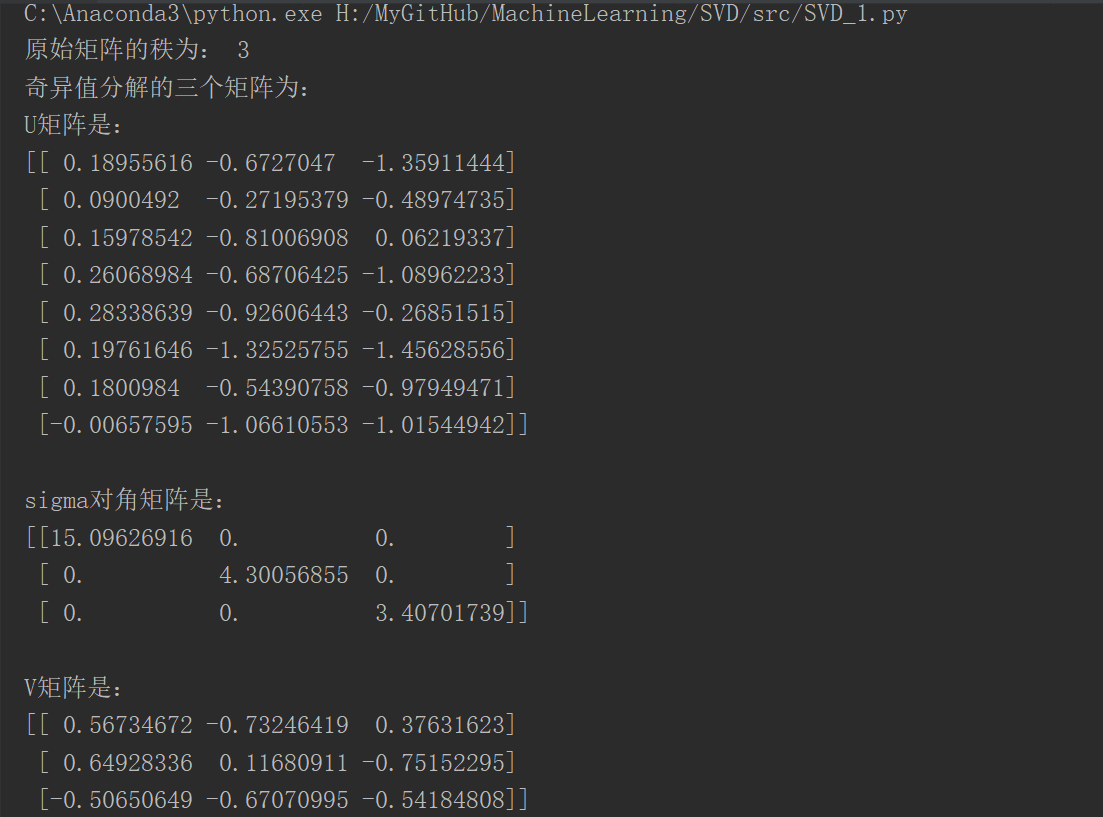 C:\Anaconda3\python.exe H:/MyGitHub/MachineLearning/SVD/src/SVD_1.py
原始矩阵的秩为： 3
奇异值分解的三个矩阵为：
U矩阵是：
[[ 0.18955616 -0.6727047  -1.35911444]
 [ 0.0900492  -0.27195379 -0.48974735]
 [ 0.15978542 -0.81006908  0.06219337]
 [ 0.26068984 -0.68706425 -1.08962233]
 [ 0.28338639 -0.92606443 -0.26851515]
 [ 0.19761646 -1.32525755 -1.45628556]
 [ 0.1800984  -0.54390758 -0.97949471]
 [-0.00657595 -1.06610553 -1.01544942]]
sigma对角矩阵是：
[[15.09626916  0.          0.        ]
 [ 0.          4.30056855  0.        ]
 [ 0.          0.          3.40701739]]
V矩阵是：
[[ 0.56734672 -0.73246419  0.37631623]
 [ 0.64928336  0.11680911 -0.75152295]
 [-0.50650649 -0.67070995 -0.54184808]]